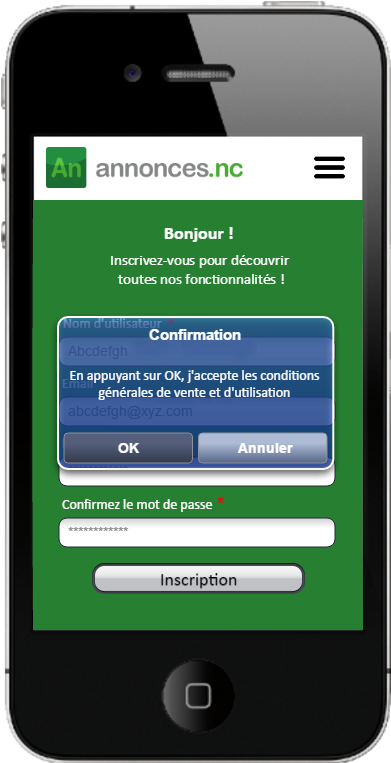 An annonces.nc
Bonjour !
Inscrivez-vous pour découvrir
toutes nos fonctionnalités !
Nom d'utilisateur *
Confirmation
Abcdefgh
En appuyant sur OK, j'accepte les conditions
Email
générales de vente et d'utilisation
abcdefgh@xyz.com
OK Annuler
Confirmez le mot de passe *
************
Inscription